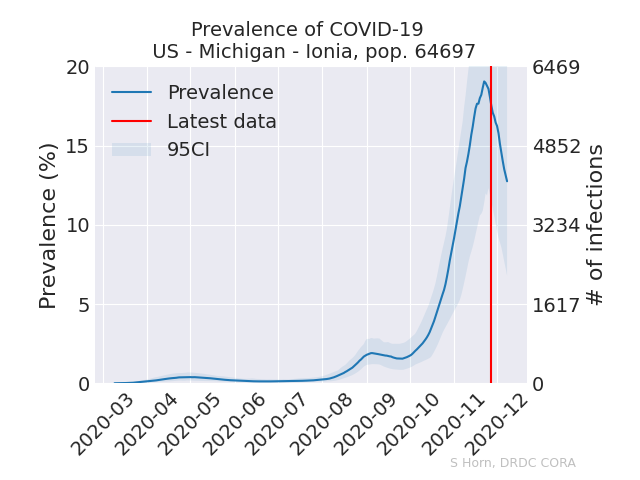 Prevalence of COVID-19
US - Michigan - Ionia, pop. 64697
Prevalence (%)
20
15
10
5
0
Prevalence
Latest data
95CI
6469
4852
3234
1617
0
# of infections
2020-03
2020-04
2020-05
2020-06
2020-07
2020-08
2020-09
2020-10
2020-11
2020-12
S Horn, DRDC CORA